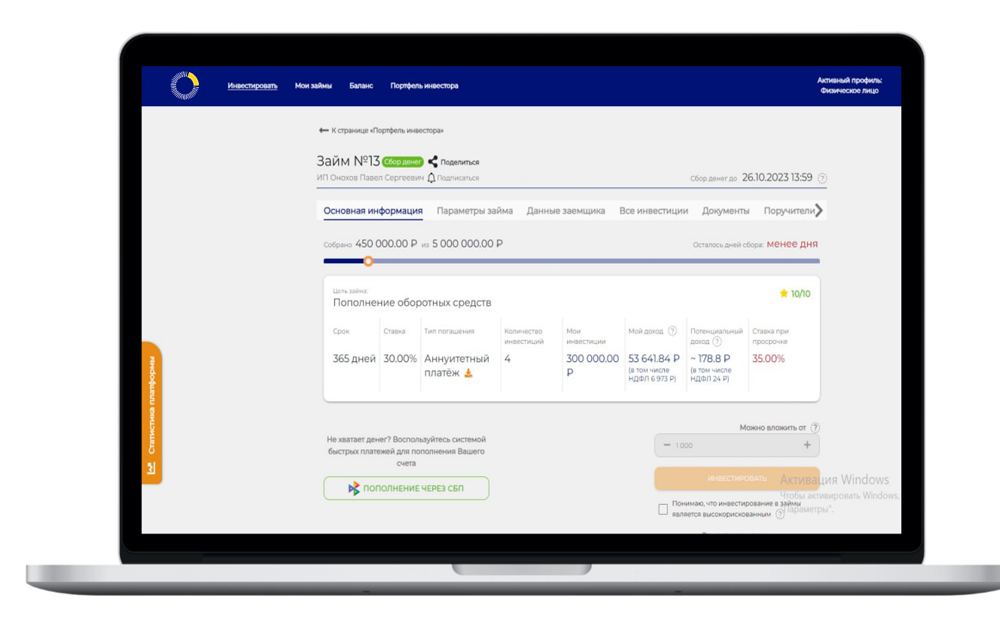 Инвестировать Мои займы Баланс Портфель инвестора
Активный профиль:
Физическое лицо
К странице «Портфель инвестора»
Займ №13 Сбор денег Поделиться
ИП Онохов Павел Сергеевич Подписаться
Сбор денег до 26.10.2023 13:59 ?
Основная информация Параметры займа Данные заемщика Все инвестиции Документы Поручители
Собрано 450 000.00 ₽ из 5 000 000.00 ₽
Осталось дней сбора: менее дня
Цель займа:
Пополнение оборотных средств
10/10
Срок
365 дней
Ставка
30.00%
Тип погашения
Аннуитетный
платёж
Количество
инвестиций
4
Мои
инвестиции
300 000.00
₽
Мой доход ?
53 641.84 ₽
(в том числе
НДФЛ 6 973 ₽)
Потенциальный
доход ?
~ 178.8 ₽
(в том числе
НДФЛ 24 ₽)
Ставка при
просрочке
35.00%
Статистика платформы
Не хватает денег? Воспользуйтесь системой
быстрых платежей для пополнения Вашего
счета
ПОПОЛНЕНИЕ ЧЕРЕЗ СБП
Можно вложить от ?
− 1 000 +
ИНВЕСТИРОВАТЬ
Понимаю, что инвестирование в займы
является высокорискованным ?
Активация Windows
Чтобы активировать Windows,
"Параметры".